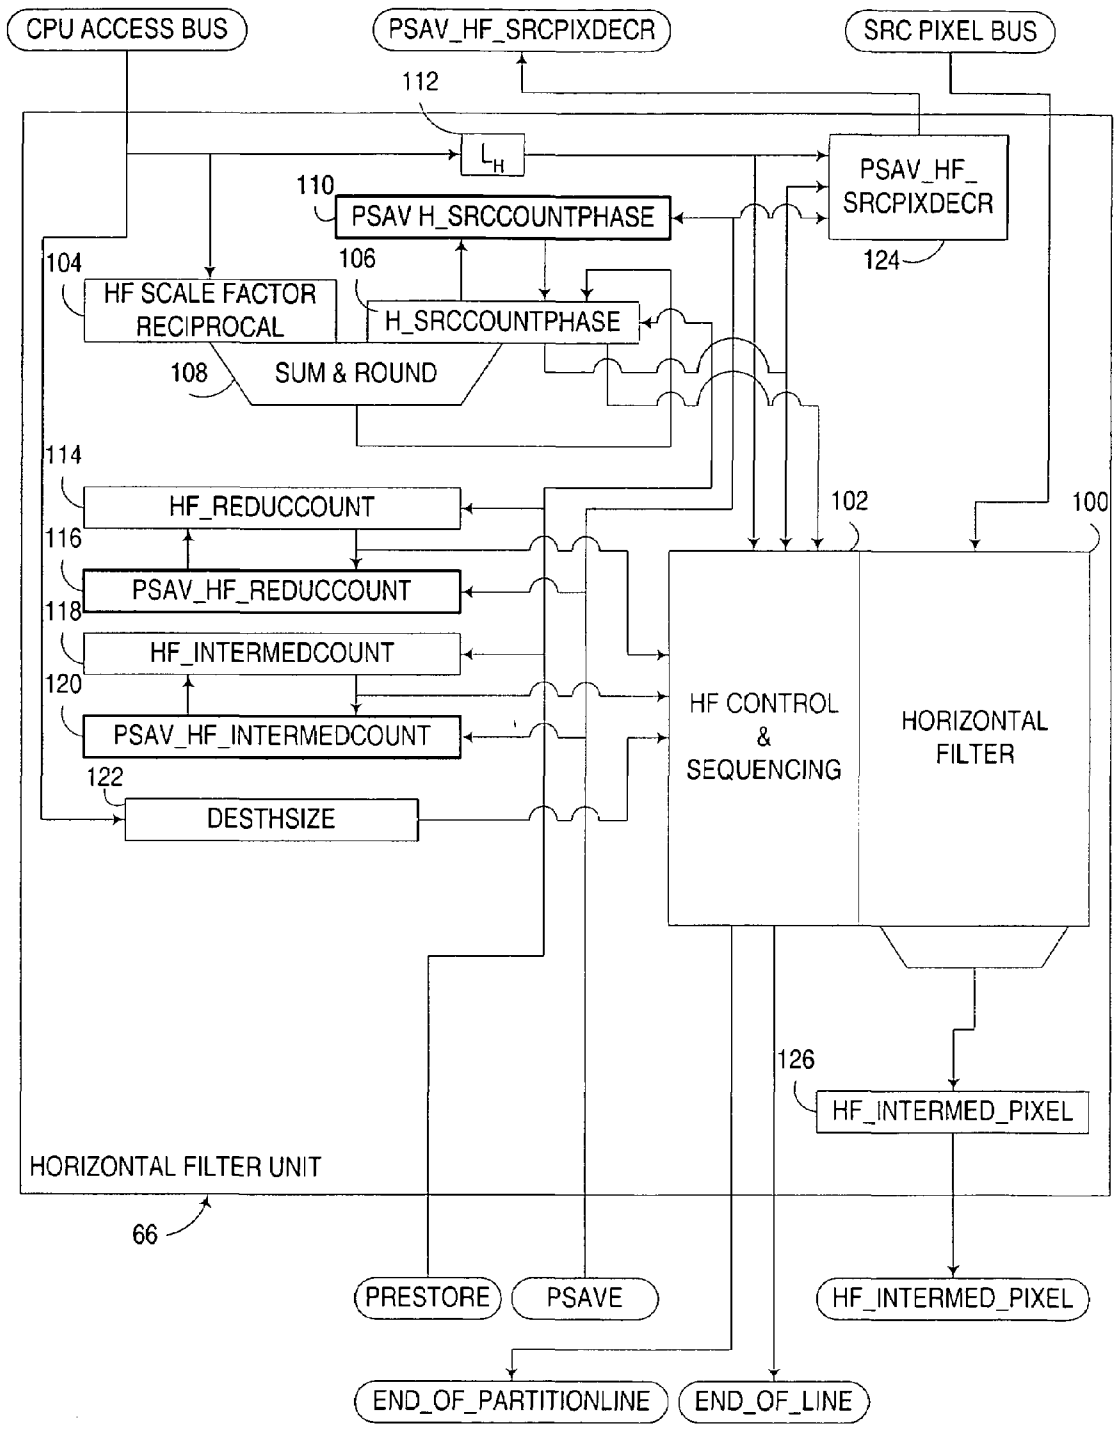 CPU ACCESS BUS
PSAV_HF_SRCPIXDECR
SRC PIXEL BUS
112
LH
PSAV_HF_
SRCPIXDECR
124
110
PSAV H_SRCCOUNTPHASE
104
HF SCALE FACTOR
RECIPROCAL
106
H_SRCCOUNTPHASE
108
SUM & ROUND
114
HF_REDUCCOUNT
116
PSAV_HF_REDUCCOUNT
118
HF_INTERMEDCOUNT
120
PSAV_HF_INTERMEDCOUNT
122
DESTHSIZE
102
100
HF CONTROL
&
SEQUENCING
HORIZONTAL
FILTER
126
HF_INTERMED_PIXEL
HORIZONTAL FILTER UNIT
66
PRESTORE
PSAVE
HF_INTERMED_PIXEL
END_OF_PARTITIONLINE
END_OF_LINE